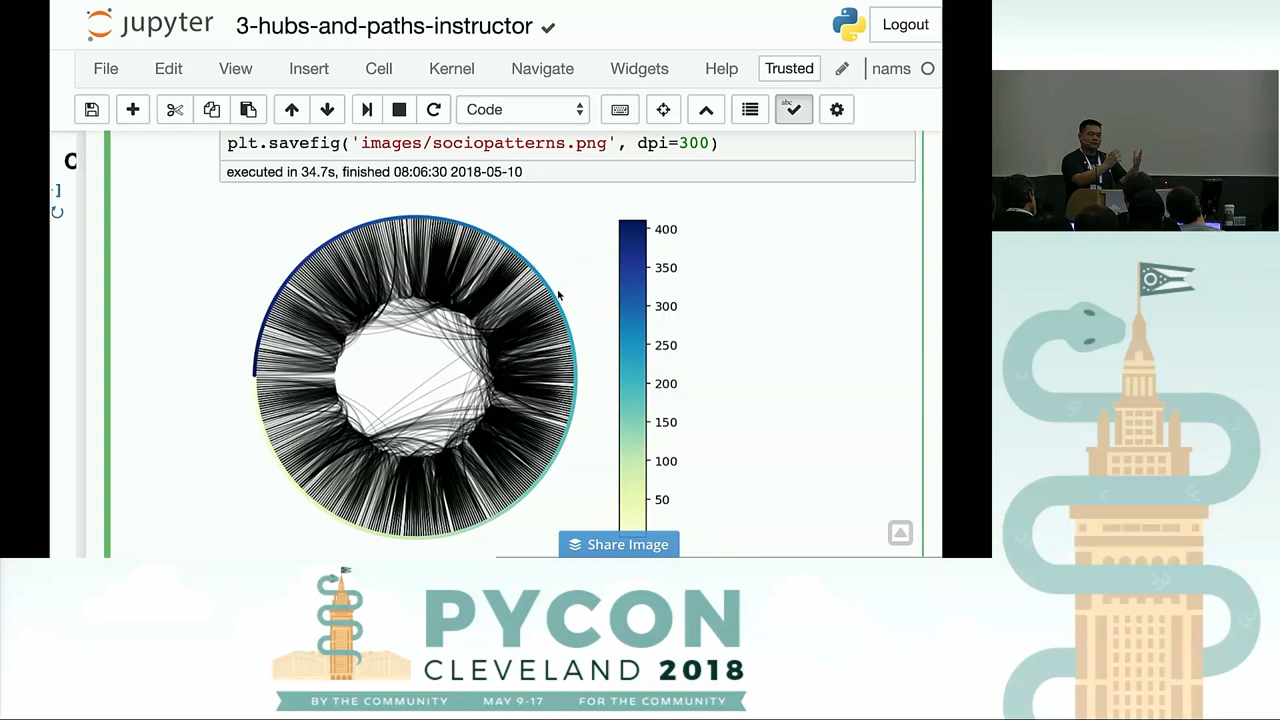 jupyter 3-hubs-and-paths-instructor Logout
File Edit View Insert Cell Kernel Navigate Widgets Help Trusted nams
Code abc
plt.savefig('images/sociopatterns.png', dpi=300)
executed in 34.7s, finished 08:06:30 2018-05-10
400
350
300
250
200
150
100
50
Share Image
PYCON
CLEVELAND 2018
BY THE COMMUNITY MAY 9-17 FOR THE COMMUNITY